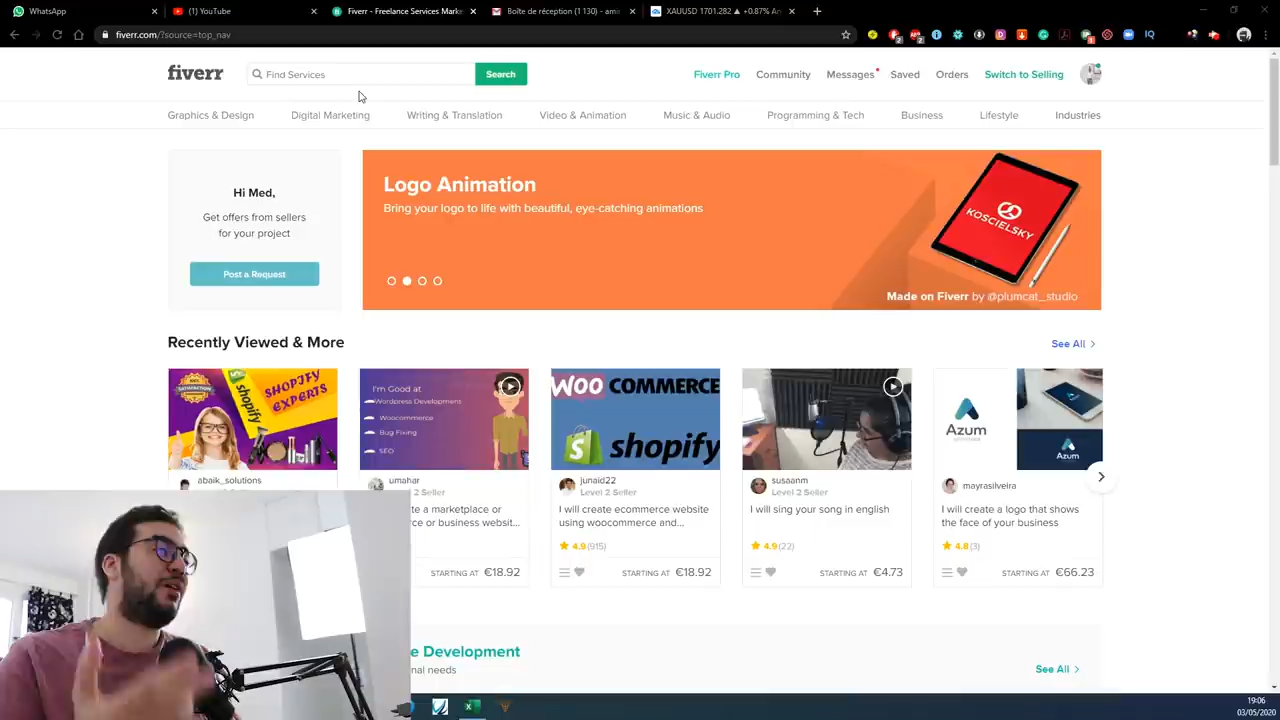 WhatsApp
(1) YouTube
Fiverr - Freelance Services Marke
Boîte de réception (1 130) - ami
XAUUSD 1701.282 ▲ +0.87% An
fiverr.com/?source=top_nav
fiverr
Find Services
Search
Fiverr Pro
Community
Messages
Saved
Orders
Switch to Selling
Graphics & Design
Digital Marketing
Writing & Translation
Video & Animation
Music & Audio
Programming & Tech
Business
Lifestyle
Industries
Hi Med,
Get offers from sellers
for your project
Post a Request
Logo Animation
Bring your logo to life with beautiful, eye-catching animations
KOSCIELSKY
Made on Fiverr by @plumcat_studio
Recently Viewed & More
See All
SHOPIFY
EXPERTS
shopify
I'm Good at
Wordpress Development
Woocommerce
Bug Fixing
SEO
WOO COMMERCE
shopify
Azum
Azum
abaik_solutions
umahar
Level 2 Seller
te a marketplace or
rce or business websit...
STARTING AT €18.92
junaid22
Level 2 Seller
I will create ecommerce website
using woocommerce and...
4.9 (915)
STARTING AT €18.92
susaanm
Level 2 Seller
I will sing your song in english
4.9 (22)
STARTING AT €4.73
mayrasilveira
I will create a logo that shows
the face of your business
4.8 (3)
STARTING AT €66.23
e Development
nal needs
See All
19:06
03/05/2020